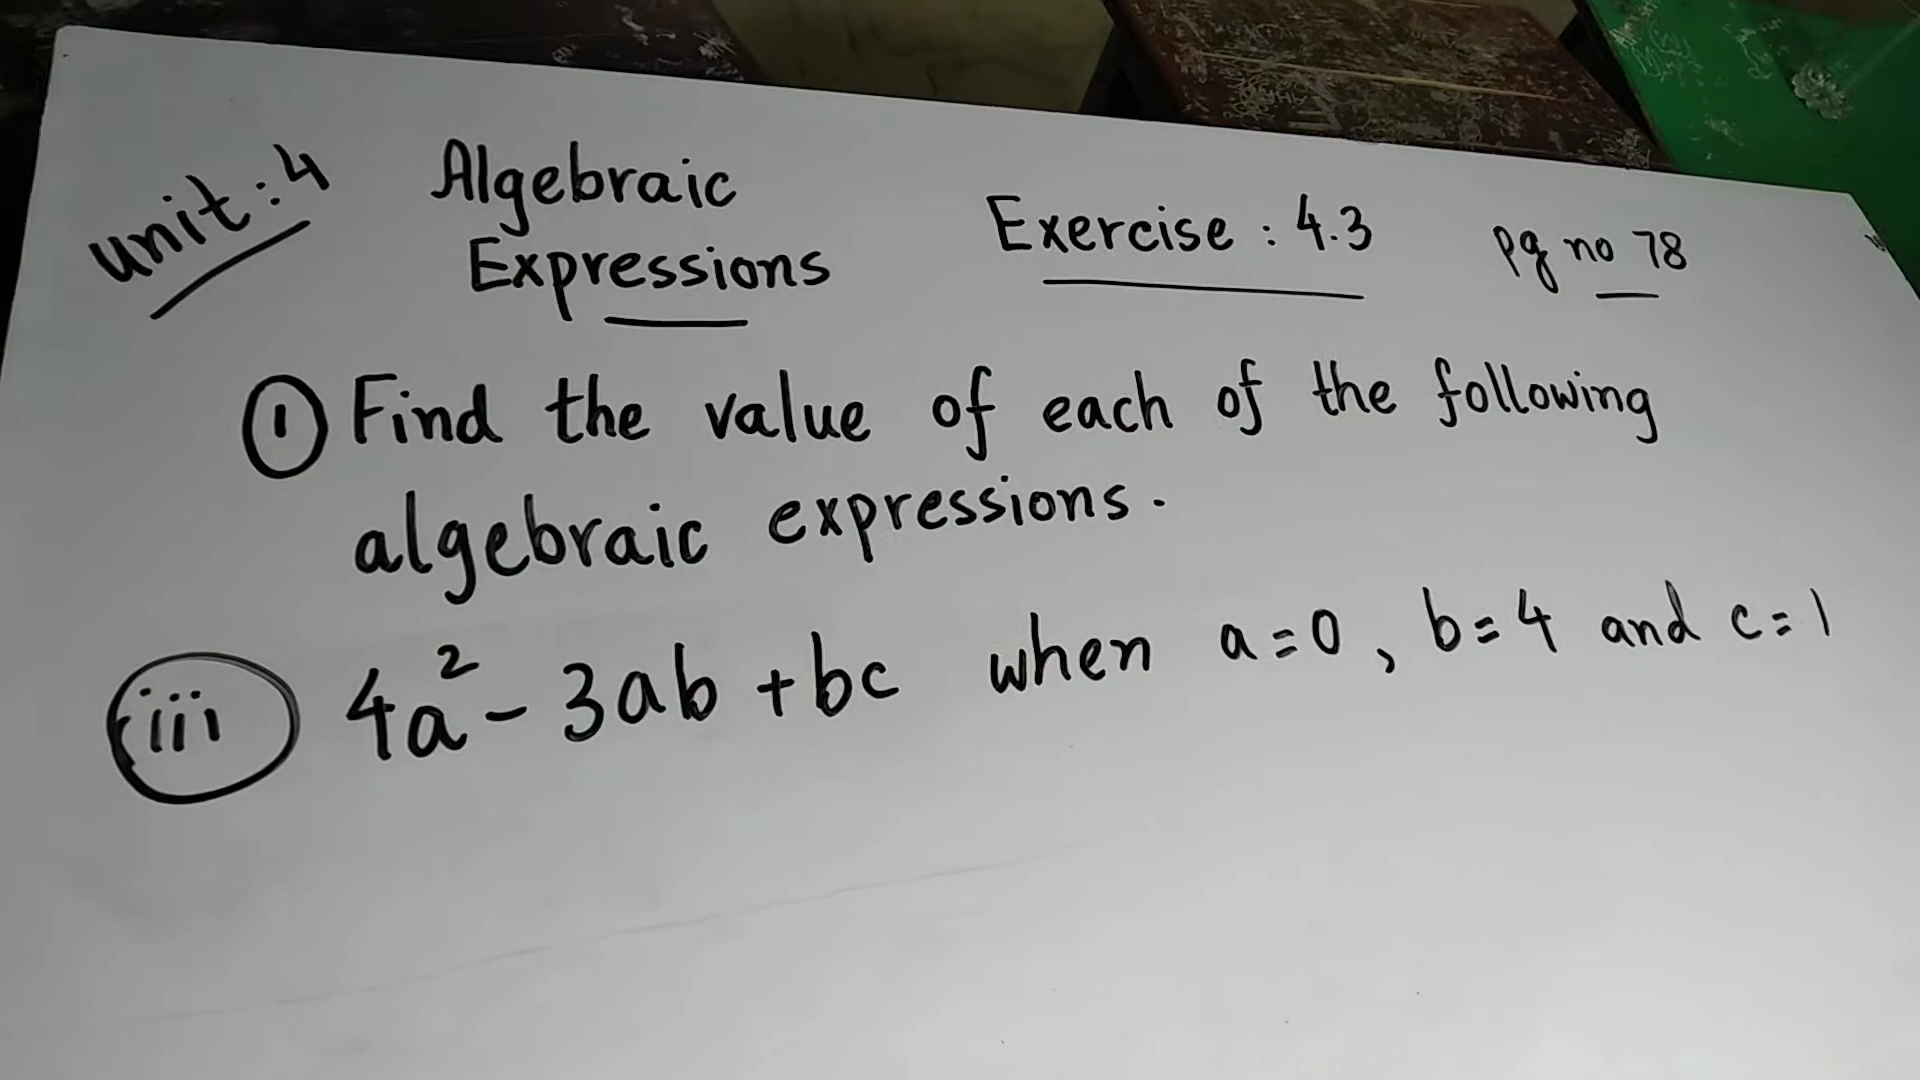 unit:4 Algebraic Expressions Exercise : 4.3 pg no 78
① Find the value of each of the following
algebraic expressions.
iii 4a² - 3ab + bc when a=0, b=4 and c=1